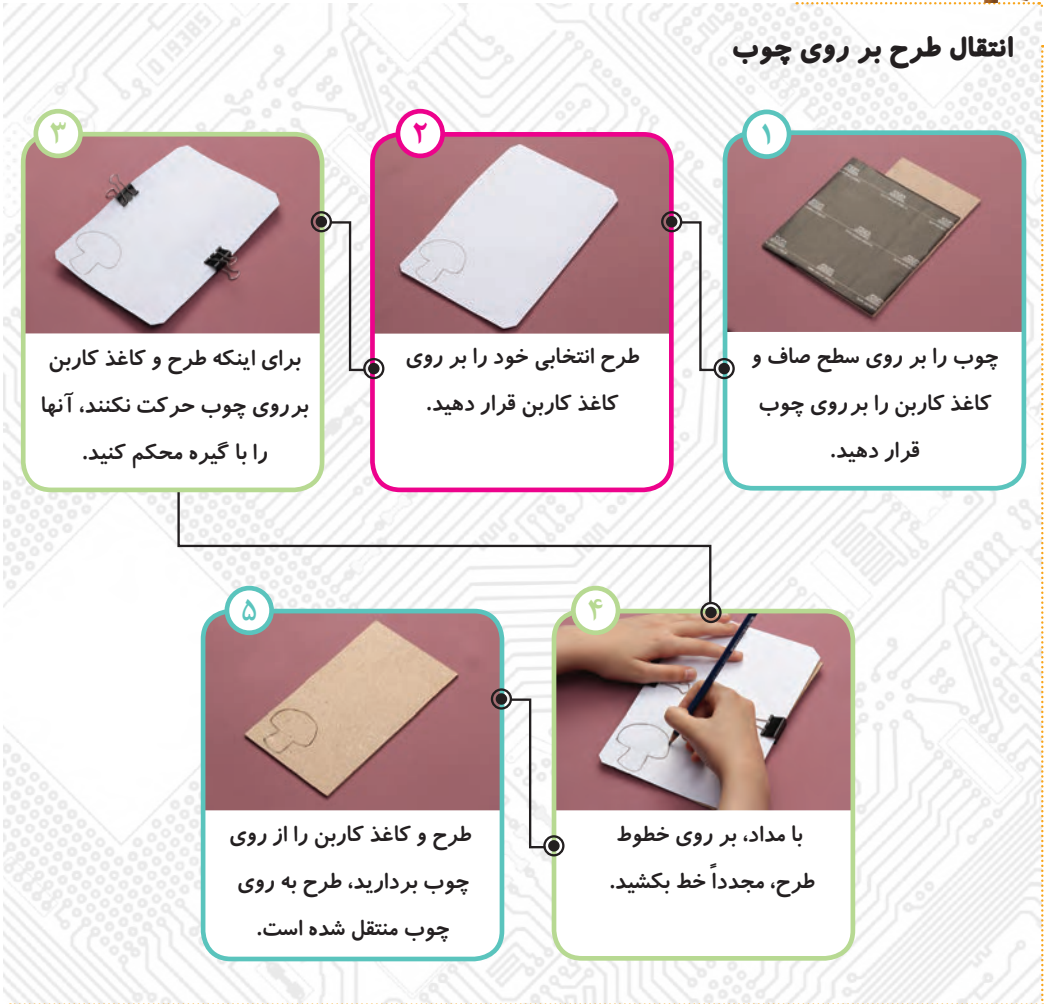 انتقال طرح بر روی چوب
۱
چوب را بر روی سطح صاف و
کاغذ کاربن را بر روی چوب
قرار دهید.
۲
طرح انتخابی خود را بر روی
کاغذ کاربن قرار دهید.
۳
برای اینکه طرح و کاغذ کاربن
بر روی چوب حرکت نکنند، آنها
را با گیره محکم کنید.
۴
با مداد، بر روی خطوط
طرح، مجدداً خط بکشید.
۵
طرح و کاغذ کاربن را از روی
چوب بردارید، طرح به روی
چوب منتقل شده است.